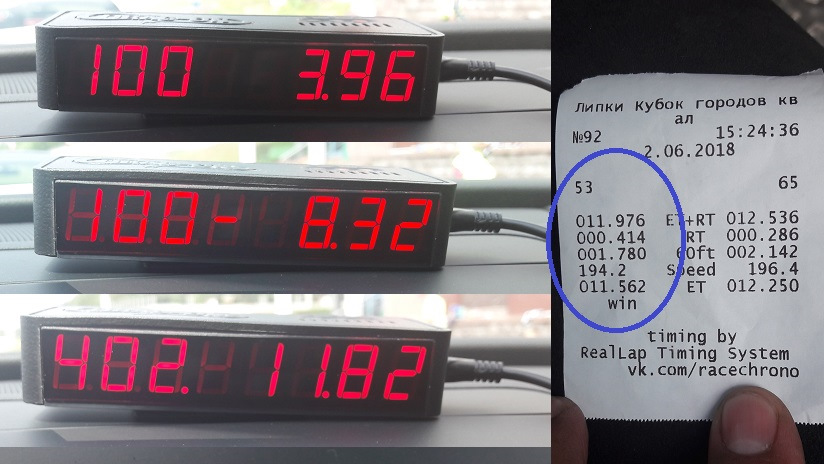 100 3.96
100- 8.32
402. 11.82
Липки Кубок городов кв
ал
№92 15:24:36
2.06.2018
53 65
011.976 ET+RT 012.536
000.414 RT 000.286
001.780 60ft 002.142
194.2 Speed 196.4
011.562 ET 012.250
win
timing by
RealLap Timing System
vk.com/racechrono